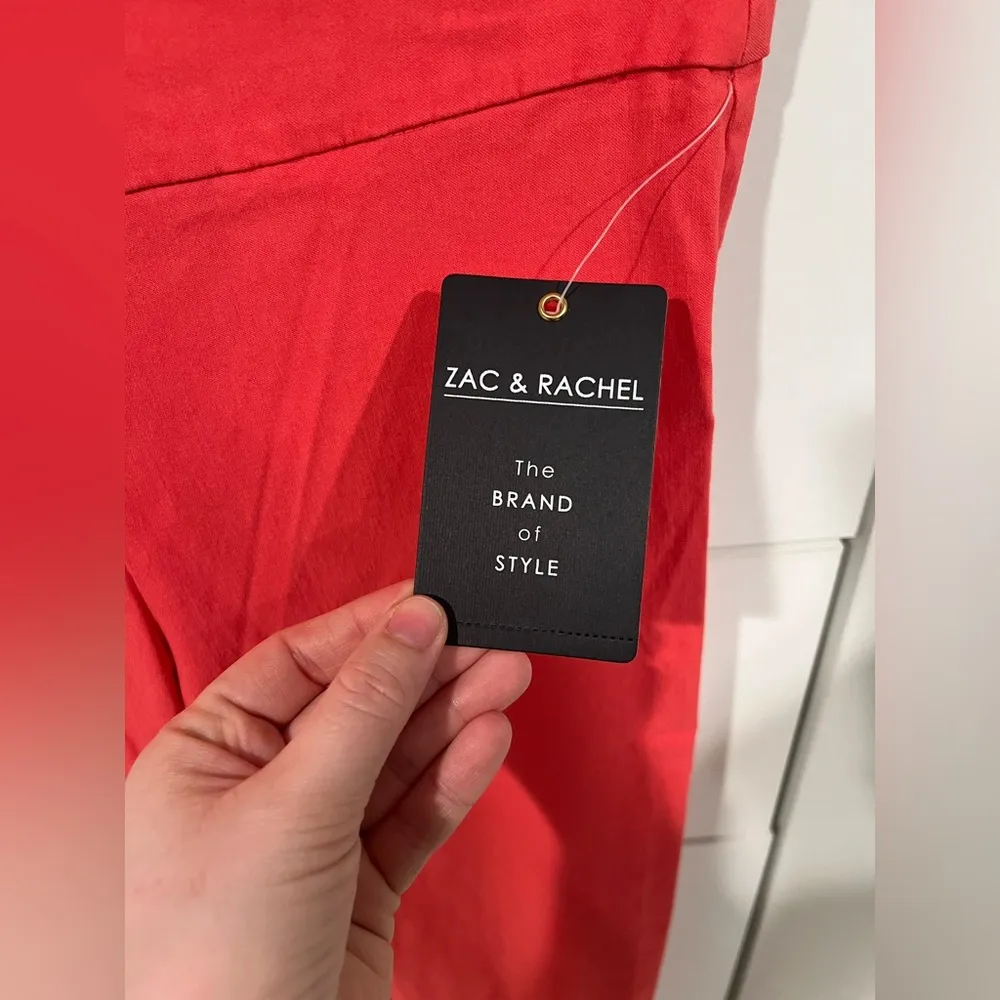 ZAC & RACHEL
The
BRAND
of
STYLE